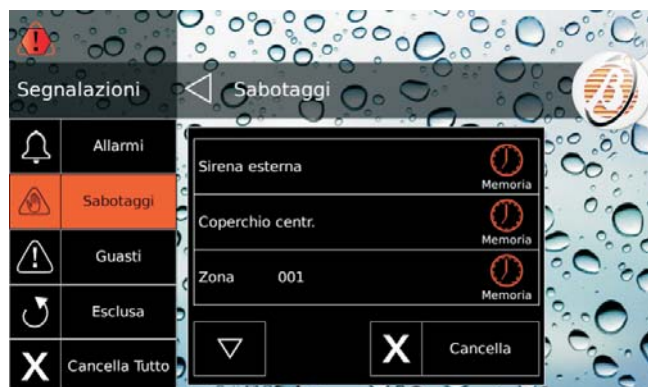 Segnalazioni
Sabotaggi
Allarmi
Sabotaggi
Guasti
Esclusa
Cancella Tutto
Sirena esterna
Memoria
Coperchio centr.
Memoria
Zona 001
Memoria
Cancella